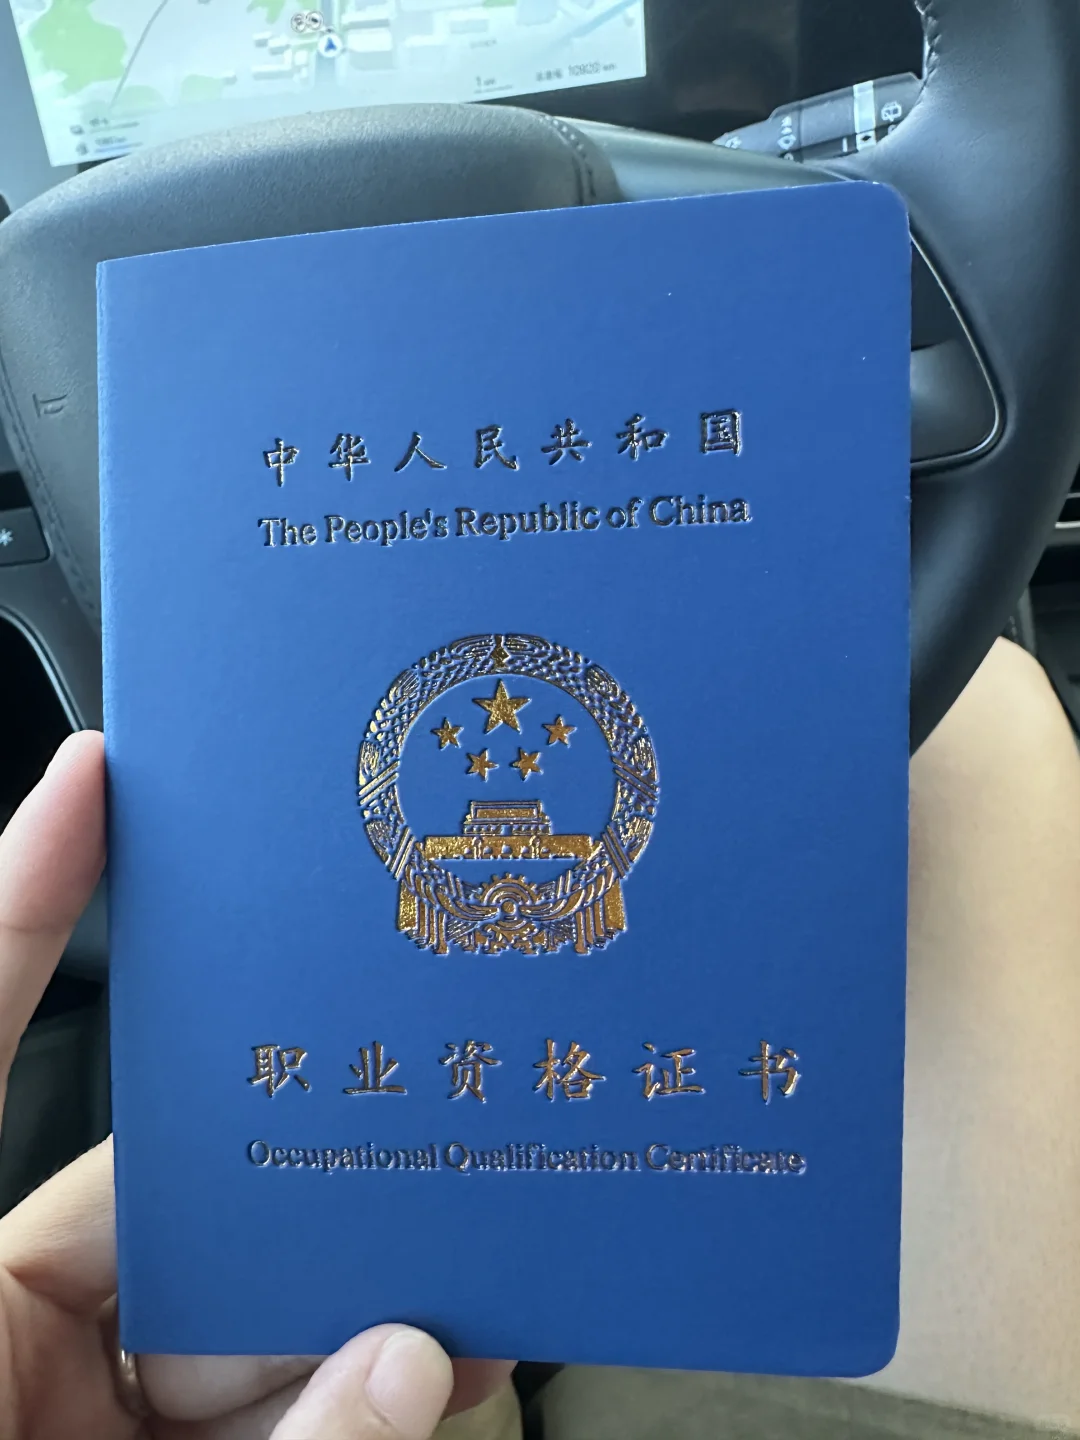 中华人民共和国
The People's Republic of China
职业资格证书
Occupational Qualification Certificate